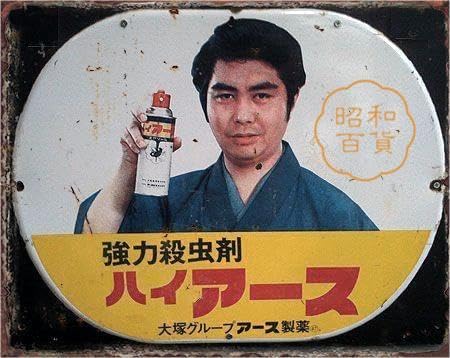 ハイアース
昭和
百貨
強力殺虫剤
ハイアース
大塚グループ アース製薬